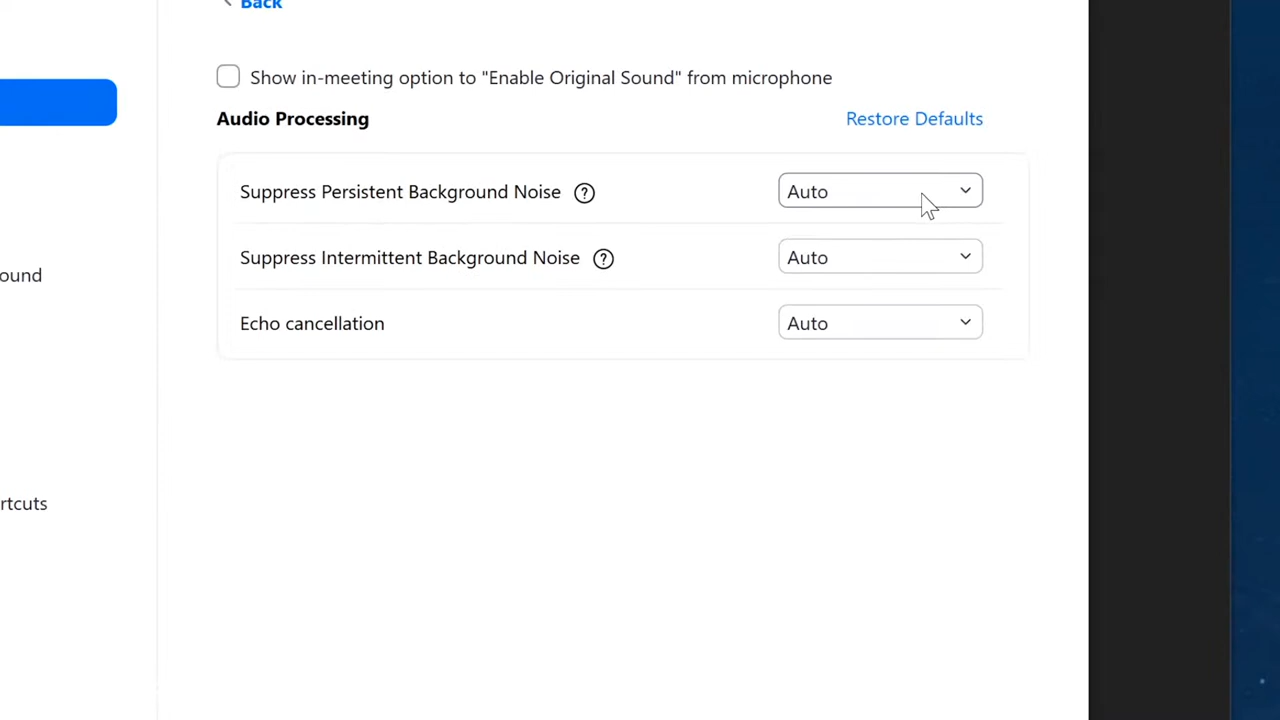 Back
Show in-meeting option to "Enable Original Sound" from microphone
Audio Processing Restore Defaults
Suppress Persistent Background Noise ? Auto
Suppress Intermittent Background Noise ? Auto
ound
Echo cancellation Auto
rtcuts